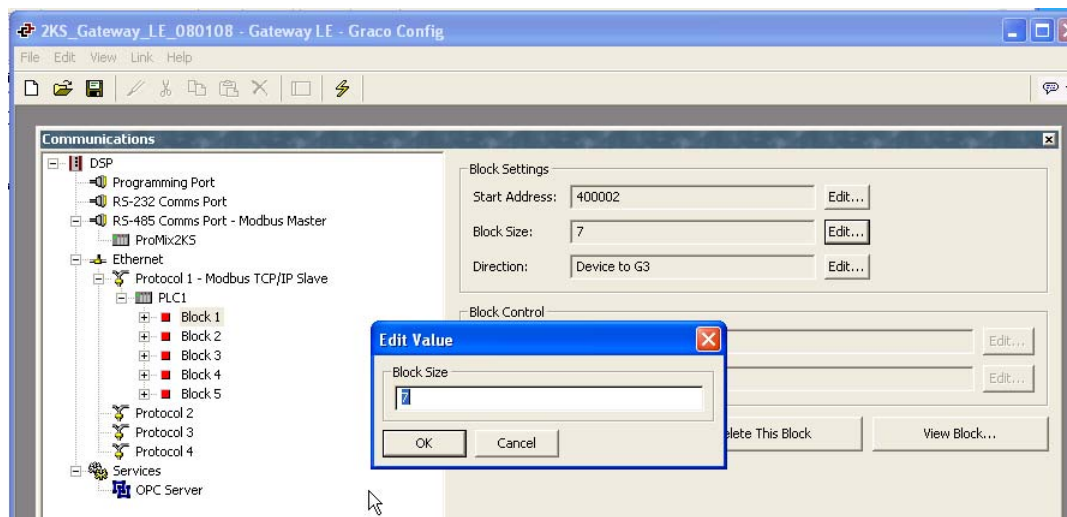 2KS_Gateway_LE_080108 - Gateway LE - Graco Config
File Edit View Link Help
Communications
DSP
Programming Port
RS-232 Comms Port
RS-485 Comms Port - Modbus Master
ProMix2KS
Ethernet
Protocol 1 - Modbus TCP/IP Slave
PLC1
Block 1
Block 2
Block 3
Block 4
Block 5
Protocol 2
Protocol 3
Protocol 4
Services
OPC Server
Block Settings
Start Address: 400002 Edit...
Block Size: 7 Edit...
Direction: Device to G3 Edit...
Block Control
Edit...
Edit...
This Block View Block...
Edit Value
Block Size
7
OK Cancel